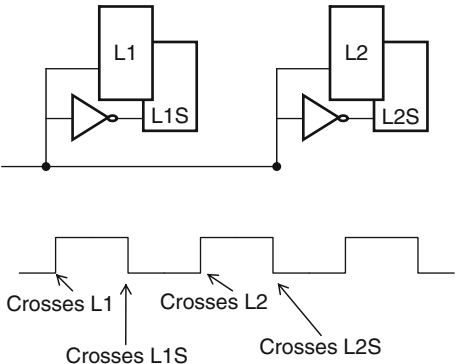 L1
L2
L1S
L2S
Crosses L1
Crosses L2
Crosses L1S
Crosses L2S